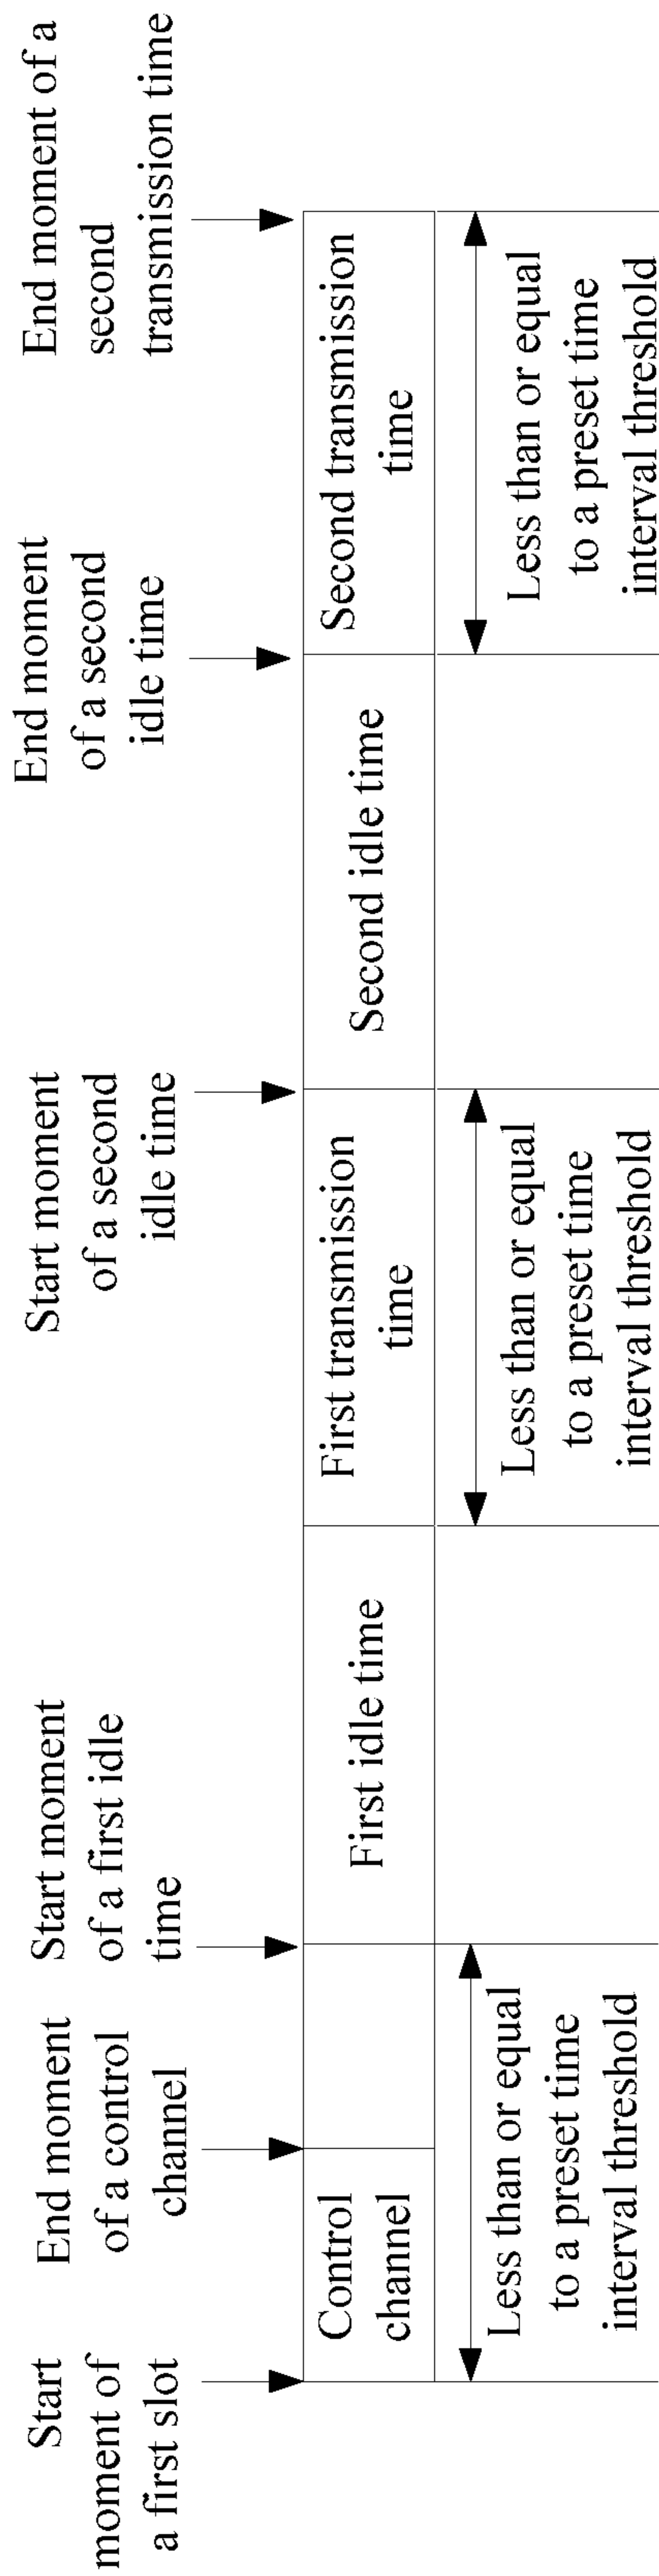 Start
moment of
a first slot
End moment
of a control
channel
Start moment
of a first idle
time
Start moment
of a second
idle time
End moment
of a second
idle time
End moment of a
second
transmission time
Control
channel
First idle time
First transmission
time
Second idle time
Second transmission
time
Less than or equal
to a preset time
interval threshold
Less than or equal
to a preset time
interval threshold
Less than or equal
to a preset time
interval threshold